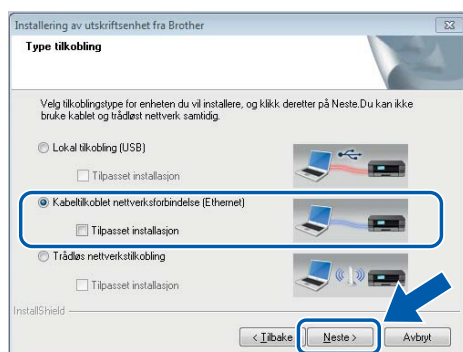 Installering av utskriftsenhet fra Brother
Type tilkobling
Velg tilkoblingstype for enheten du vil installere, og klikk deretter på Neste.Du kan ikke
bruke kablet og trådløst nettverk samtidig.
Lokal tilkobling (USB)
Tilpasset installasjon
Kabeltilkoblet nettverksforbindelse (Ethernet)
Tilpasset installasjon
Trådløs nettverkstilkobling
Tilpasset installasjon
InstallShield
< Tilbake Neste > Avbryt